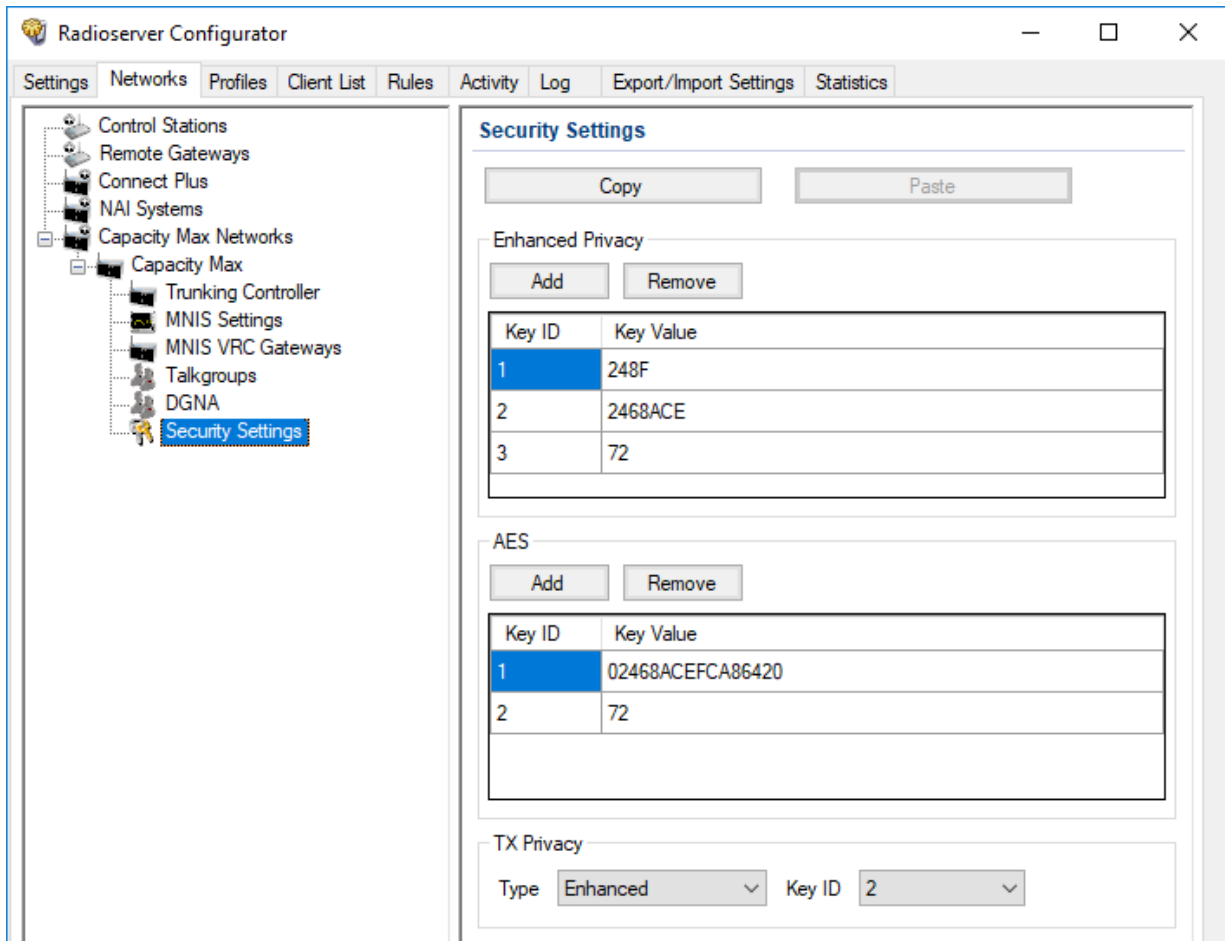 Radioserver Configurator
Settings Networks Profiles Client List Rules Activity Log Export/Import Settings Statistics
Control Stations
Remote Gateways
Connect Plus
NAI Systems
Capacity Max Networks
Capacity Max
Trunking Controller
MNIS Settings
MNIS VRC Gateways
Talkgroups
DGNA
Security Settings
Security Settings
Copy Paste
Enhanced Privacy
Add Remove
Key ID Key Value
1 248F
2 2468ACE
3 72
AES
Add Remove
Key ID Key Value
1 02468ACEFCA86420
2 72
TX Privacy
Type Enhanced Key ID 2